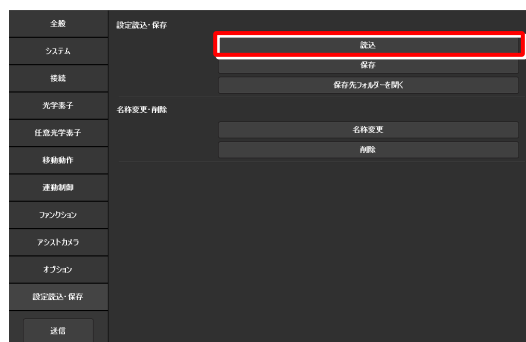 全般
システム
接続
光学素子
任意光学素子
移動動作
連動制御
ファンクション
アシストカメラ
オプション
設定読込・保存
送信
設定読込・保存
読込
保存
保存先フォルダーを開く
名称変更・削除
名称変更
削除